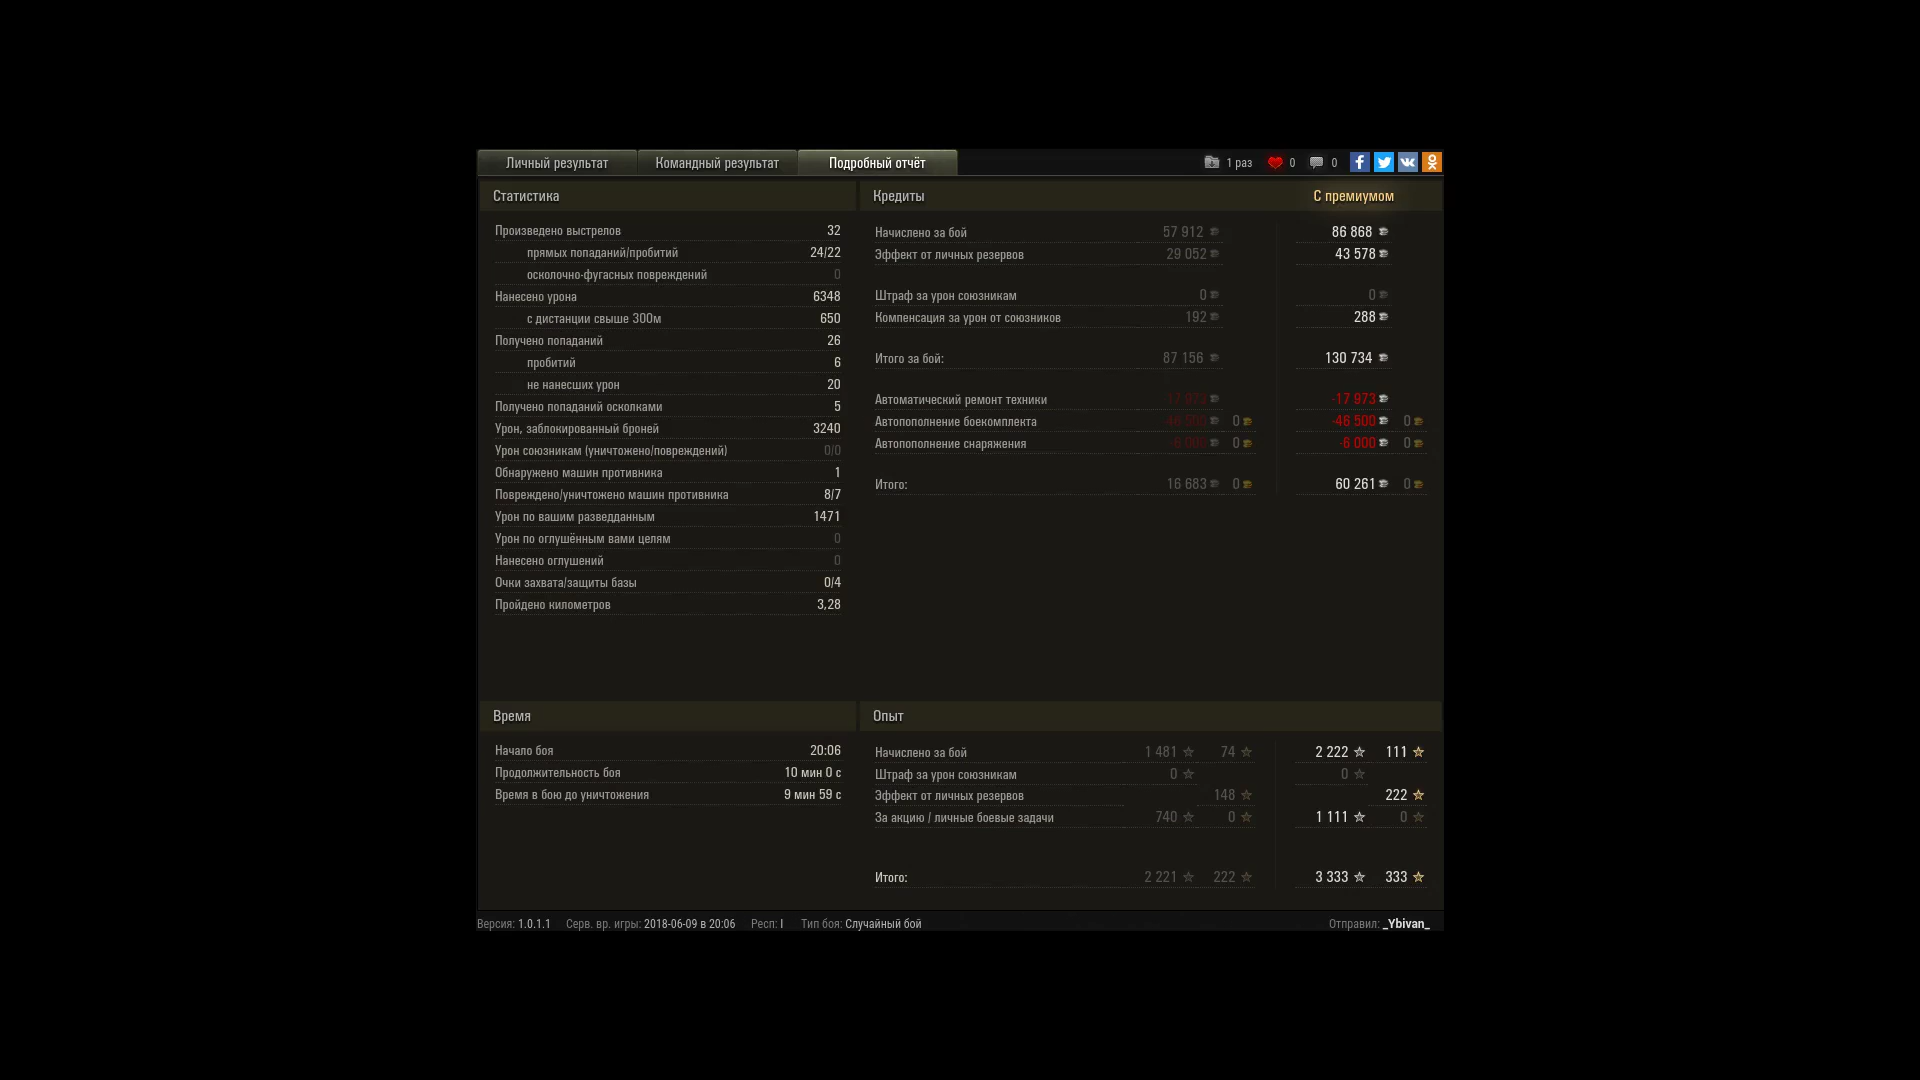 Личный результат Командный результат Подробный отчёт 1 раз 0 0
Статистика
Произведено выстрелов 32
прямых попаданий/пробитий 24/22
осколочно-фугасных повреждений 0
Нанесено урона 6348
с дистанции свыше 300м 650
Получено попаданий 26
пробитий 6
не нанесших урон 20
Получено попаданий осколками 5
Урон, заблокированный броней 3240
Урон союзникам (уничтожено/повреждений) 0/0
Обнаружено машин противника 1
Повреждено/уничтожено машин противника 8/7
Урон по вашим разведданным 1471
Урон по оглушённым вами целям 0
Нанесено оглушений 0
Очки захвата/защиты базы 0/4
Пройдено километров 3,28
Кредиты С премиумом
Начислено за бой 57 912 86 868
Эффект от личных резервов 29 052 43 578
Штраф за урон союзникам 0 0
Компенсация за урон от союзников 192 288
Итого за бой: 87 156 130 734
Автоматический ремонт техники -17 973 -17 973
Автопополнение боекомплекта -46 500 0 -46 500 0
Автопополнение снаряжения -6 000 0 -6 000 0
Итого: 16 683 0 60 261 0
Время
Начало боя 20:06
Продолжительность боя 10 мин 0 с
Время в бою до уничтожения 9 мин 59 с
Опыт
Начислено за бой 1 481 74 2 222 111
Штраф за урон союзникам 0 0
Эффект от личных резервов 148 222
За акцию / личные боевые задачи 740 0 1 111 0
Итого: 2 221 222 3 333 333
Версия: 1.0.1.1 Серв. вр. игры: 2018-06-09 в 20:06 Респ: I Тип боя: Случайный бой Отправил: _Ybivan_